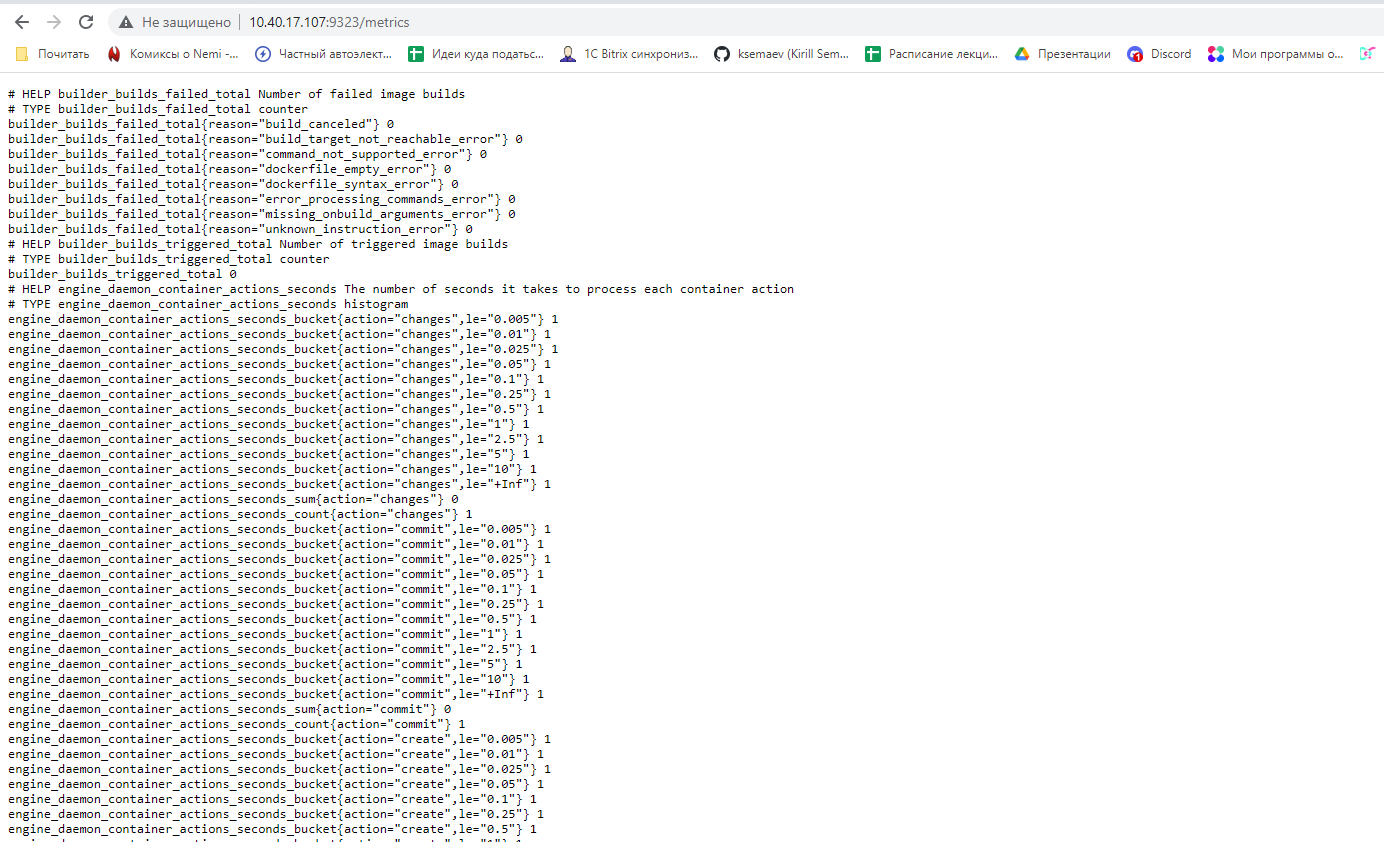 Не защищено
10.40.17.107:9323/metrics
Почитать
Комиксы о Nemi -...
Частный автоэлект...
Идеи куда податьс...
1C Bitrix синхрониз...
ksemaev (Kirill Sem...
Расписание лекци...
Презентации
1
Discord
Мои программы о...
# HELP builder_builds_failed_total Number of failed image builds
# TYPE builder_builds_failed_total counter
builder_builds_failed_total{reason="build_canceled"} 0
builder_builds_failed_total{reason="build_target_not_reachable_error"} 0
builder_builds_failed_total{reason="command_not_supported_error"} 0
builder_builds_failed_total{reason="dockerfile_empty_error"} 0
builder_builds_failed_total{reason="dockerfile_syntax_error"} 0
builder_builds_failed_total{reason="error_processing_commands_error"} 0
builder_builds_failed_total{reason="missing_onbuild_arguments_error"} 0
builder_builds_failed_total{reason="unknown_instruction_error"} 0
# HELP builder_builds_triggered_total Number of triggered image builds
# TYPE builder_builds_triggered_total counter
builder_builds_triggered_total 0
# HELP engine_daemon_container_actions_seconds The number of seconds it takes to process each container action
# TYPE engine_daemon_container_actions_seconds histogram
engine_daemon_container_actions_seconds_bucket{action="changes",le="0.005"} 1
engine_daemon_container_actions_seconds_bucket{action="changes",le="0.01"} 1
engine_daemon_container_actions_seconds_bucket{action="changes",le="0.025"} 1
engine_daemon_container_actions_seconds_bucket{action="changes",le="0.05"} 1
engine_daemon_container_actions_seconds_bucket{action="changes",le="0.1"} 1
engine_daemon_container_actions_seconds_bucket{action="changes",le="0.25"} 1
engine_daemon_container_actions_seconds_bucket{action="changes",le="0.5"} 1
engine_daemon_container_actions_seconds_bucket{action="changes",le="1"} 1
engine_daemon_container_actions_seconds_bucket{action="changes",le="2.5"} 1
engine_daemon_container_actions_seconds_bucket{action="changes",le="5"} 1
engine_daemon_container_actions_seconds_bucket{action="changes",le="10"} 1
engine_daemon_container_actions_seconds_bucket{action="changes",le="+Inf"} 1
engine_daemon_container_actions_seconds_sum{action="changes"} 0
engine_daemon_container_actions_seconds_count{action="changes"} 1
engine_daemon_container_actions_seconds_bucket{action="commit",le="0.005"} 1
engine_daemon_container_actions_seconds_bucket{action="commit",le="0.01"} 1
engine_daemon_container_actions_seconds_bucket{action="commit",le="0.025"} 1
engine_daemon_container_actions_seconds_bucket{action="commit",le="0.05"} 1
engine_daemon_container_actions_seconds_bucket{action="commit",le="0.1"} 1
engine_daemon_container_actions_seconds_bucket{action="commit",le="0.25"} 1
engine_daemon_container_actions_seconds_bucket{action="commit",le="0.5"} 1
engine_daemon_container_actions_seconds_bucket{action="commit",le="1"} 1
engine_daemon_container_actions_seconds_bucket{action="commit",le="2.5"} 1
engine_daemon_container_actions_seconds_bucket{action="commit",le="5"} 1
engine_daemon_container_actions_seconds_bucket{action="commit",le="10"} 1
engine_daemon_container_actions_seconds_bucket{action="commit",le="+Inf"} 1
engine_daemon_container_actions_seconds_sum{action="commit"} 0
engine_daemon_container_actions_seconds_count{action="commit"} 1
engine_daemon_container_actions_seconds_bucket{action="create",le="0.005"} 1
engine_daemon_container_actions_seconds_bucket{action="create",le="0.01"} 1
engine_daemon_container_actions_seconds_bucket{action="create",le="0.025"} 1
engine_daemon_container_actions_seconds_bucket{action="create",le="0.05"} 1
engine_daemon_container_actions_seconds_bucket{action="create",le="0.1"} 1
engine_daemon_container_actions_seconds_bucket{action="create",le="0.25"} 1
engine_daemon_container_actions_seconds_bucket{action="create",le="0.5"} 1